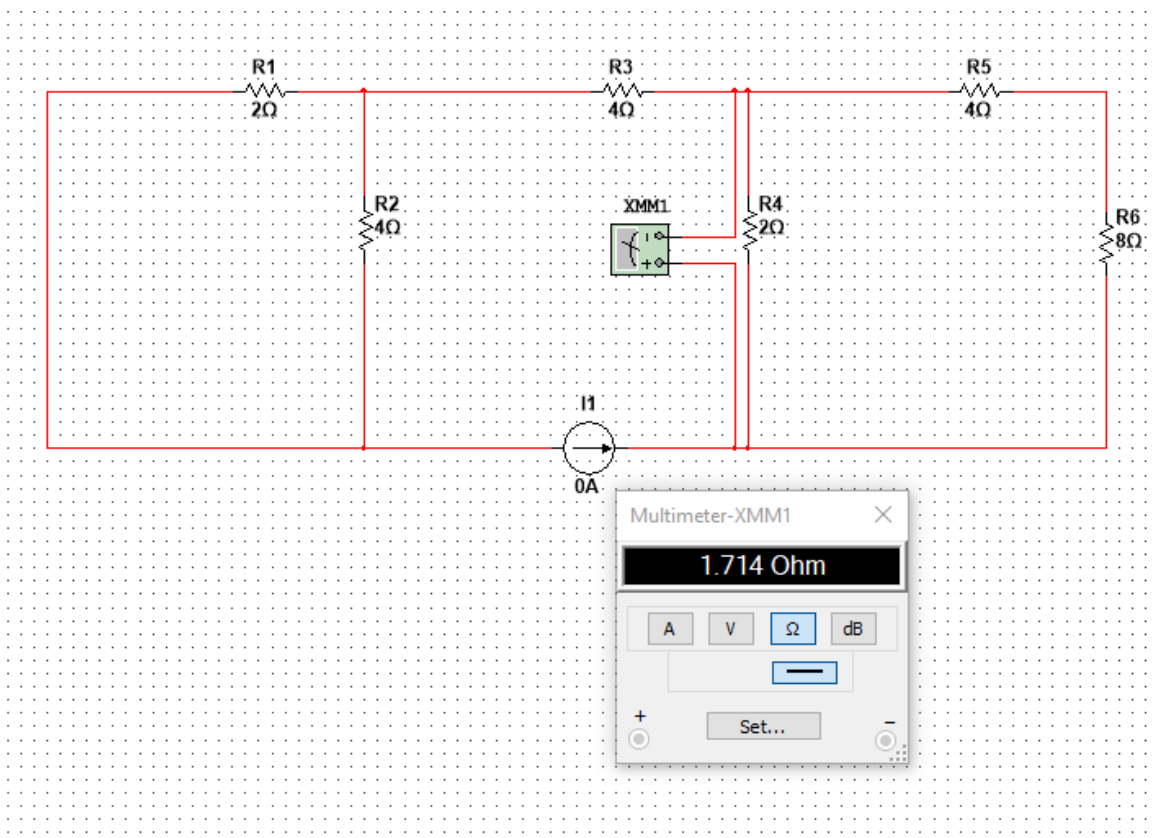 R1
2Ω
R3
4Ω
R5
4Ω
R2
4Ω
XMM1
R4
2Ω
R6
8Ω
I1
0A
Multimeter-XMM1
1.714 Ohm
A V Ω dB
+ −
Set...